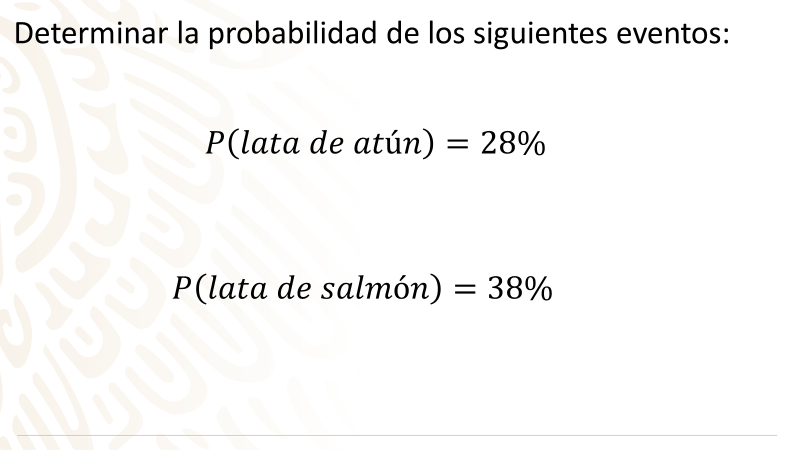 Determinar la probabilidad de los siguientes eventos:
P(lata de atún) = 28%
P(lata de salmón) = 38%